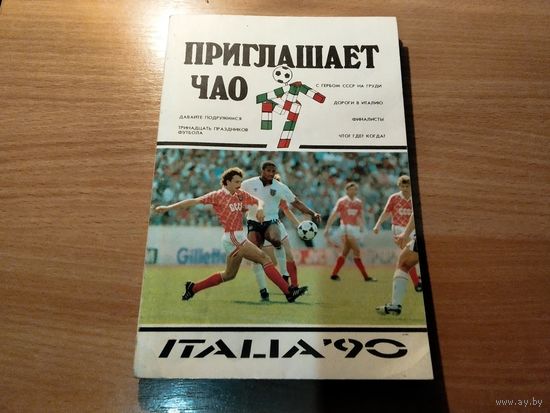 ПРИГЛАШАЕТ
ЧАО
С ГЕРБОМ СССР НА ГРУДИ
ДОРОГИ В ИТАЛИЮ
ДАВАЙТЕ ПОДРУЖИМСЯ
ФИНАЛИСТЫ
ТРИНАДЦАТЬ ПРАЗДНИКОВ
ФУТБОЛА
ЧТО? ГДЕ? КОГДА?
СССР
Gillette
ITALIA'90
www.ay.by